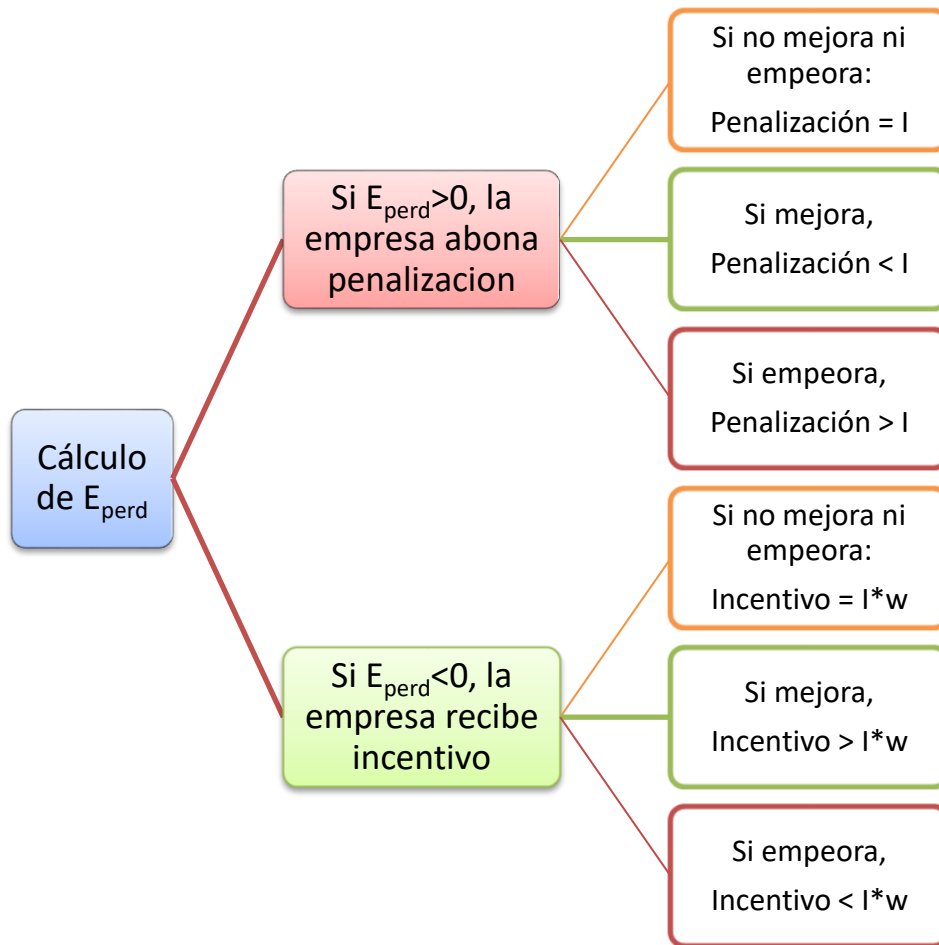 Cálculo
de Eperd
Si Eperd>0, la
empresa abona
penalizacion
Si no mejora ni
empeora:
Penalización = I
Si mejora,
Penalización < I
Si empeora,
Penalización > I
Si Eperd<0, la
empresa recibe
incentivo
Si no mejora ni
empeora:
Incentivo = I*w
Si mejora,
Incentivo > I*w
Si empeora,
Incentivo < I*w